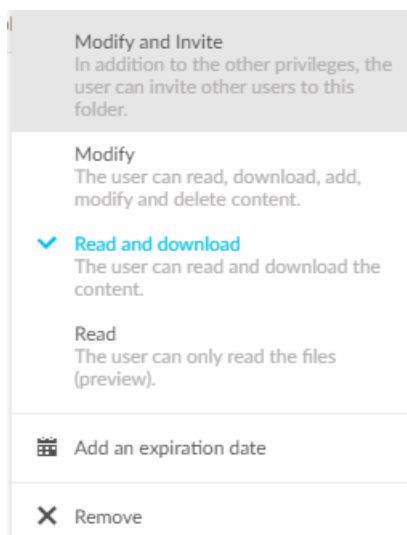 Modify and Invite
In addition to the other privileges, the
user can invite other users to this
folder.
Modify
The user can read, download, add,
modify and delete content.
Read and download
The user can read and download the
content.
Read
The user can only read the files
(preview).
Add an expiration date
Remove